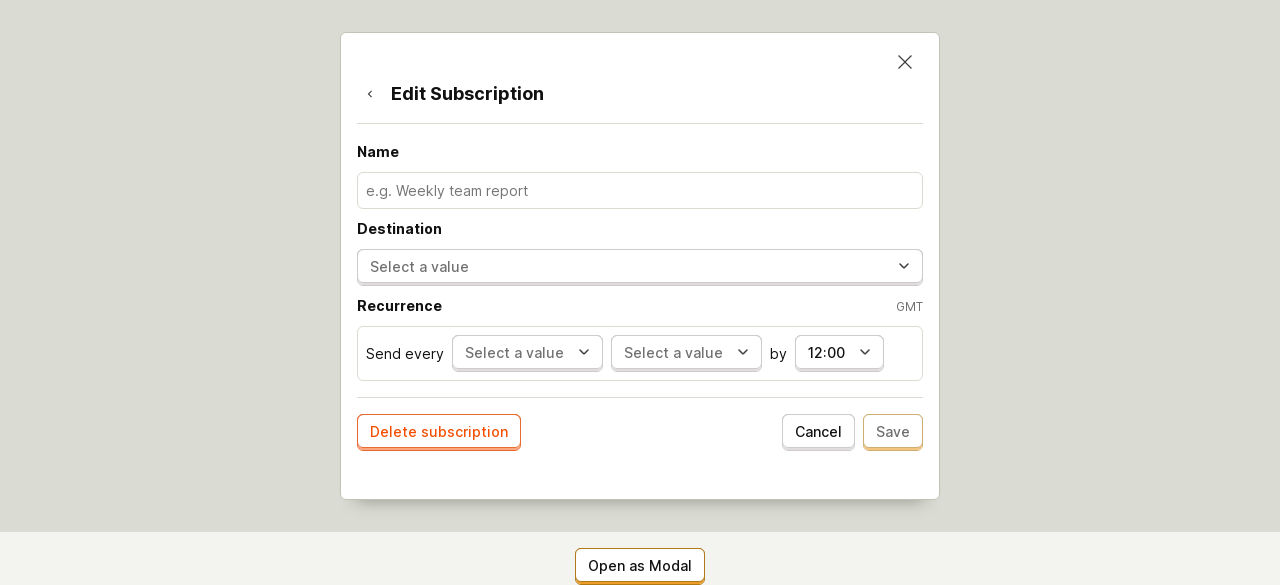 Edit Subscription
Name
e.g. Weekly team report
Destination
Select a value
Recurrence GMT
Send every Select a value Select a value by 12:00
Delete subscription Cancel Save
Open as Modal